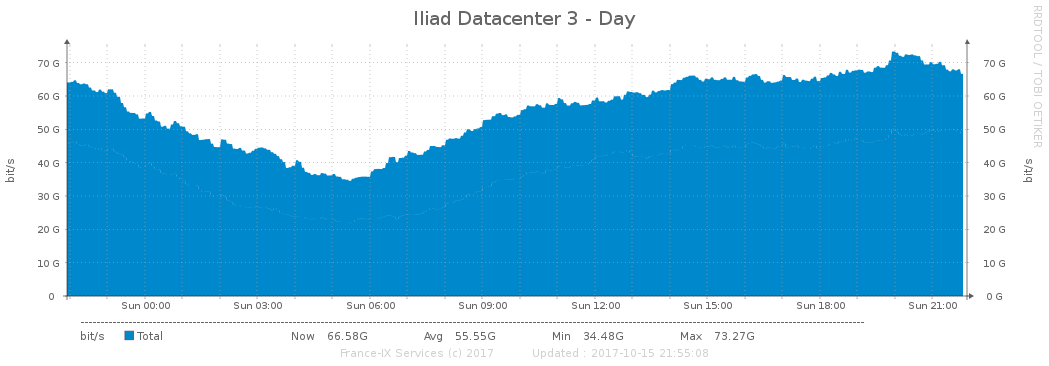 Iliad Datacenter 3 - Day
RRDTOOL / TOBI OETIKER
bit/s
70 G 70 G
60 G 60 G
50 G 50 G
40 G 40 G
30 G 30 G
20 G 20 G
10 G 10 G
0 0 G
bit/s
Sun 00:00 Sun 03:00 Sun 06:00 Sun 09:00 Sun 12:00 Sun 15:00 Sun 18:00 Sun 21:00
bit/s Total Now 66.58G Avg 55.55G Min 34.48G Max 73.27G
France-IX Services (c) 2017 Updated : 2017-10-15 21:55:08